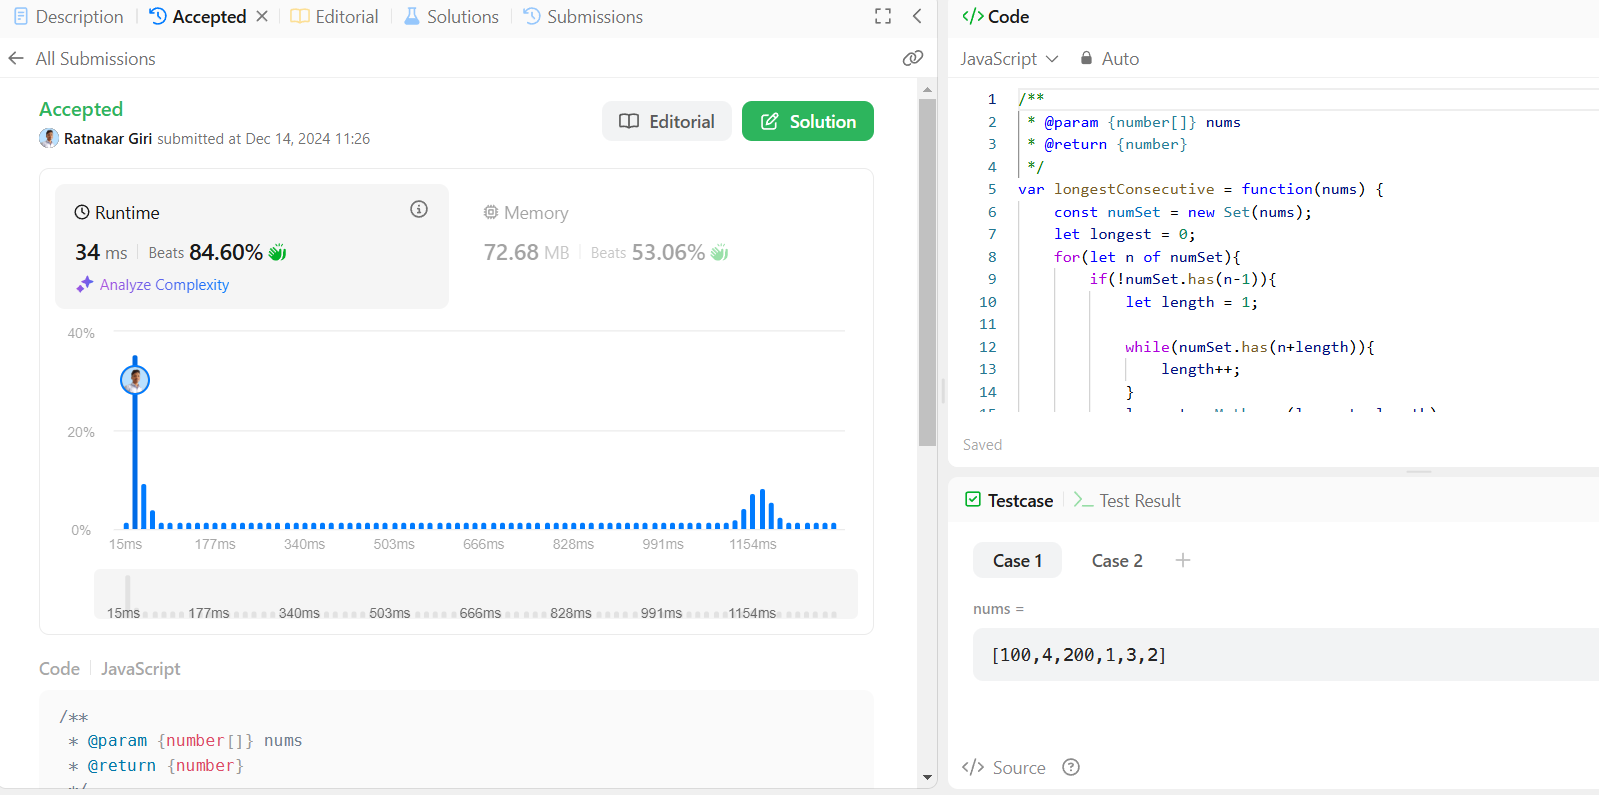 Description
Accepted
Editorial
Solutions
Submissions
All Submissions
Accepted
Ratnakar Giri submitted at Dec 14, 2024 11:26
Editorial
Solution
Runtime
34 ms
Beats 84.60%
Analyze Complexity
Memory
72.68 MB
Beats 53.06%
40%
20%
0%
15ms 177ms 340ms 503ms 666ms 828ms 991ms 1154ms
15ms 177ms 340ms 503ms 666ms 828ms 991ms 1154ms
Code
JavaScript
/**
* @param {number[]} nums
* @return {number}
*/
</> Code
JavaScript
Auto
1 /**
2 * @param {number[]} nums
3 * @return {number}
4 */
5 var longestConsecutive = function(nums) {
6 const numSet = new Set(nums);
7 let longest = 0;
8 for(let n of numSet){
9 if(!numSet.has(n-1)){
10 let length = 1;
11
12 while(numSet.has(n+length)){
13 length++;
14 }
Saved
Testcase
Test Result
Case 1
Case 2
+
nums =
[100,4,200,1,3,2]
</> Source